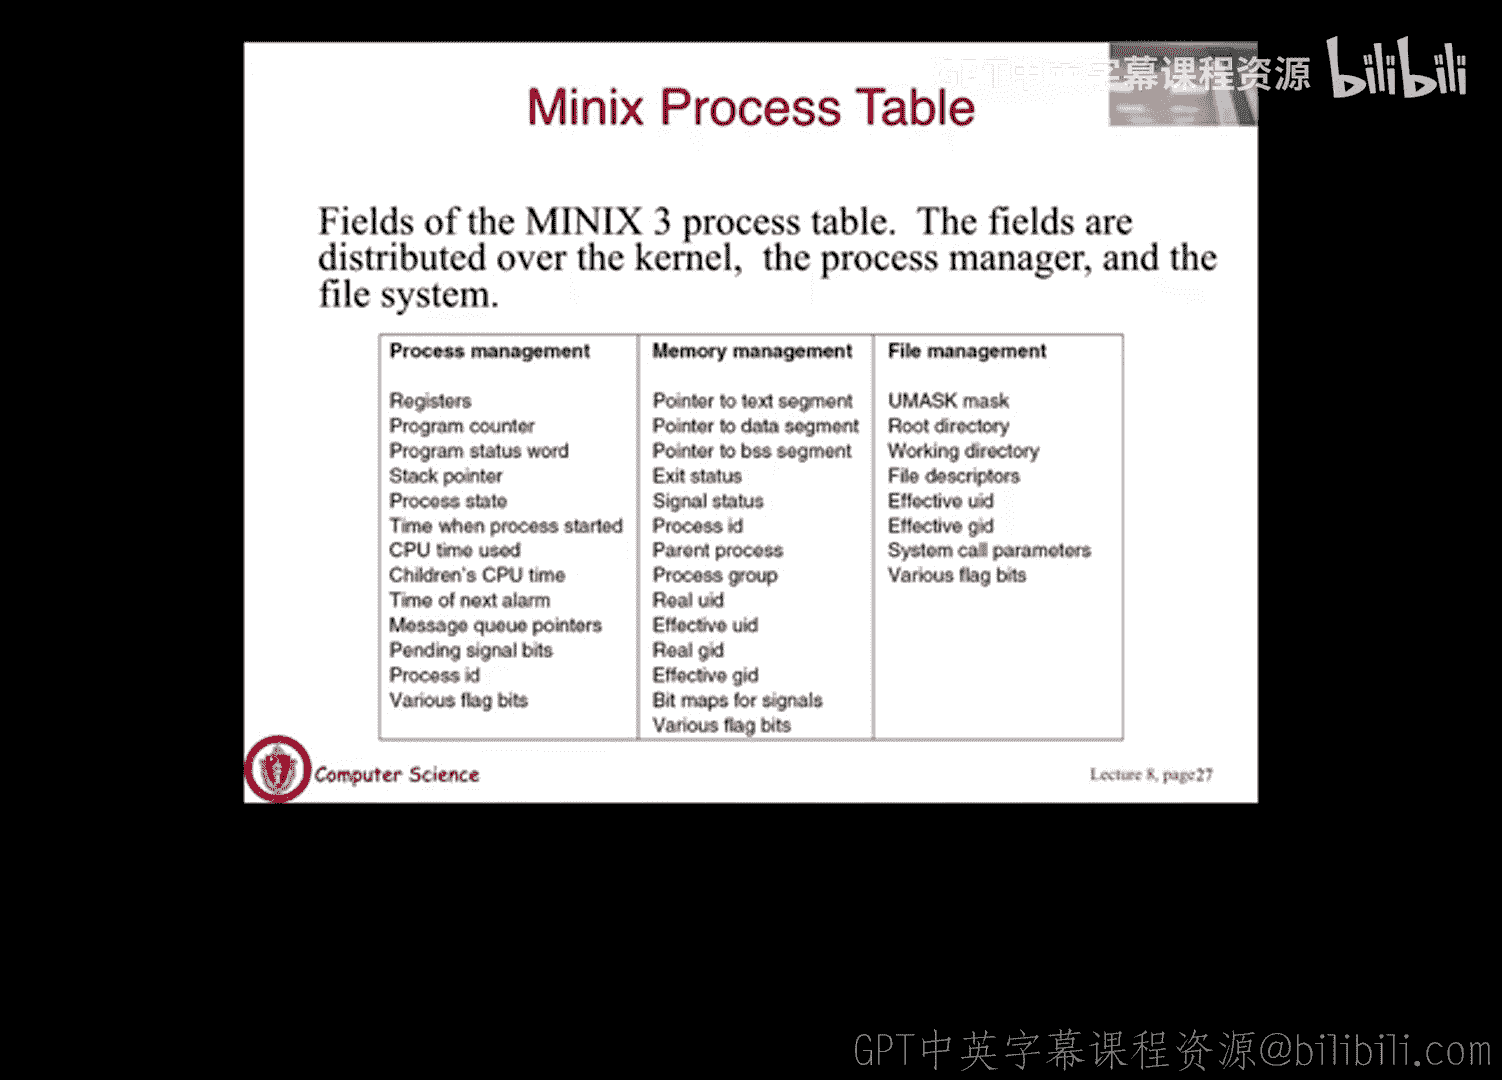 GPT中英字幕课程资源 bilibili
Minix Process Table
Fields of the MINIX 3 process table. The fields are
distributed over the kernel, the process manager, and the
file system.
Process management
Registers
Program counter
Program status word
Stack pointer
Process state
Time when process started
CPU time used
Children's CPU time
Time of next alarm
Message queue pointers
Pending signal bits
Process id
Various flag bits
Memory management
Pointer to text segment
Pointer to data segment
Pointer to bss segment
Exit status
Signal status
Process id
Parent process
Process group
Real uid
Effective uid
Real gid
Effective gid
Bit maps for signals
Various flag bits
File management
UMASK mask
Root directory
Working directory
File descriptors
Effective uid
Effective gid
System call parameters
Various flag bits
Computer Science
Lecture 8, page27
GPT中英字幕课程资源@bilibili.com